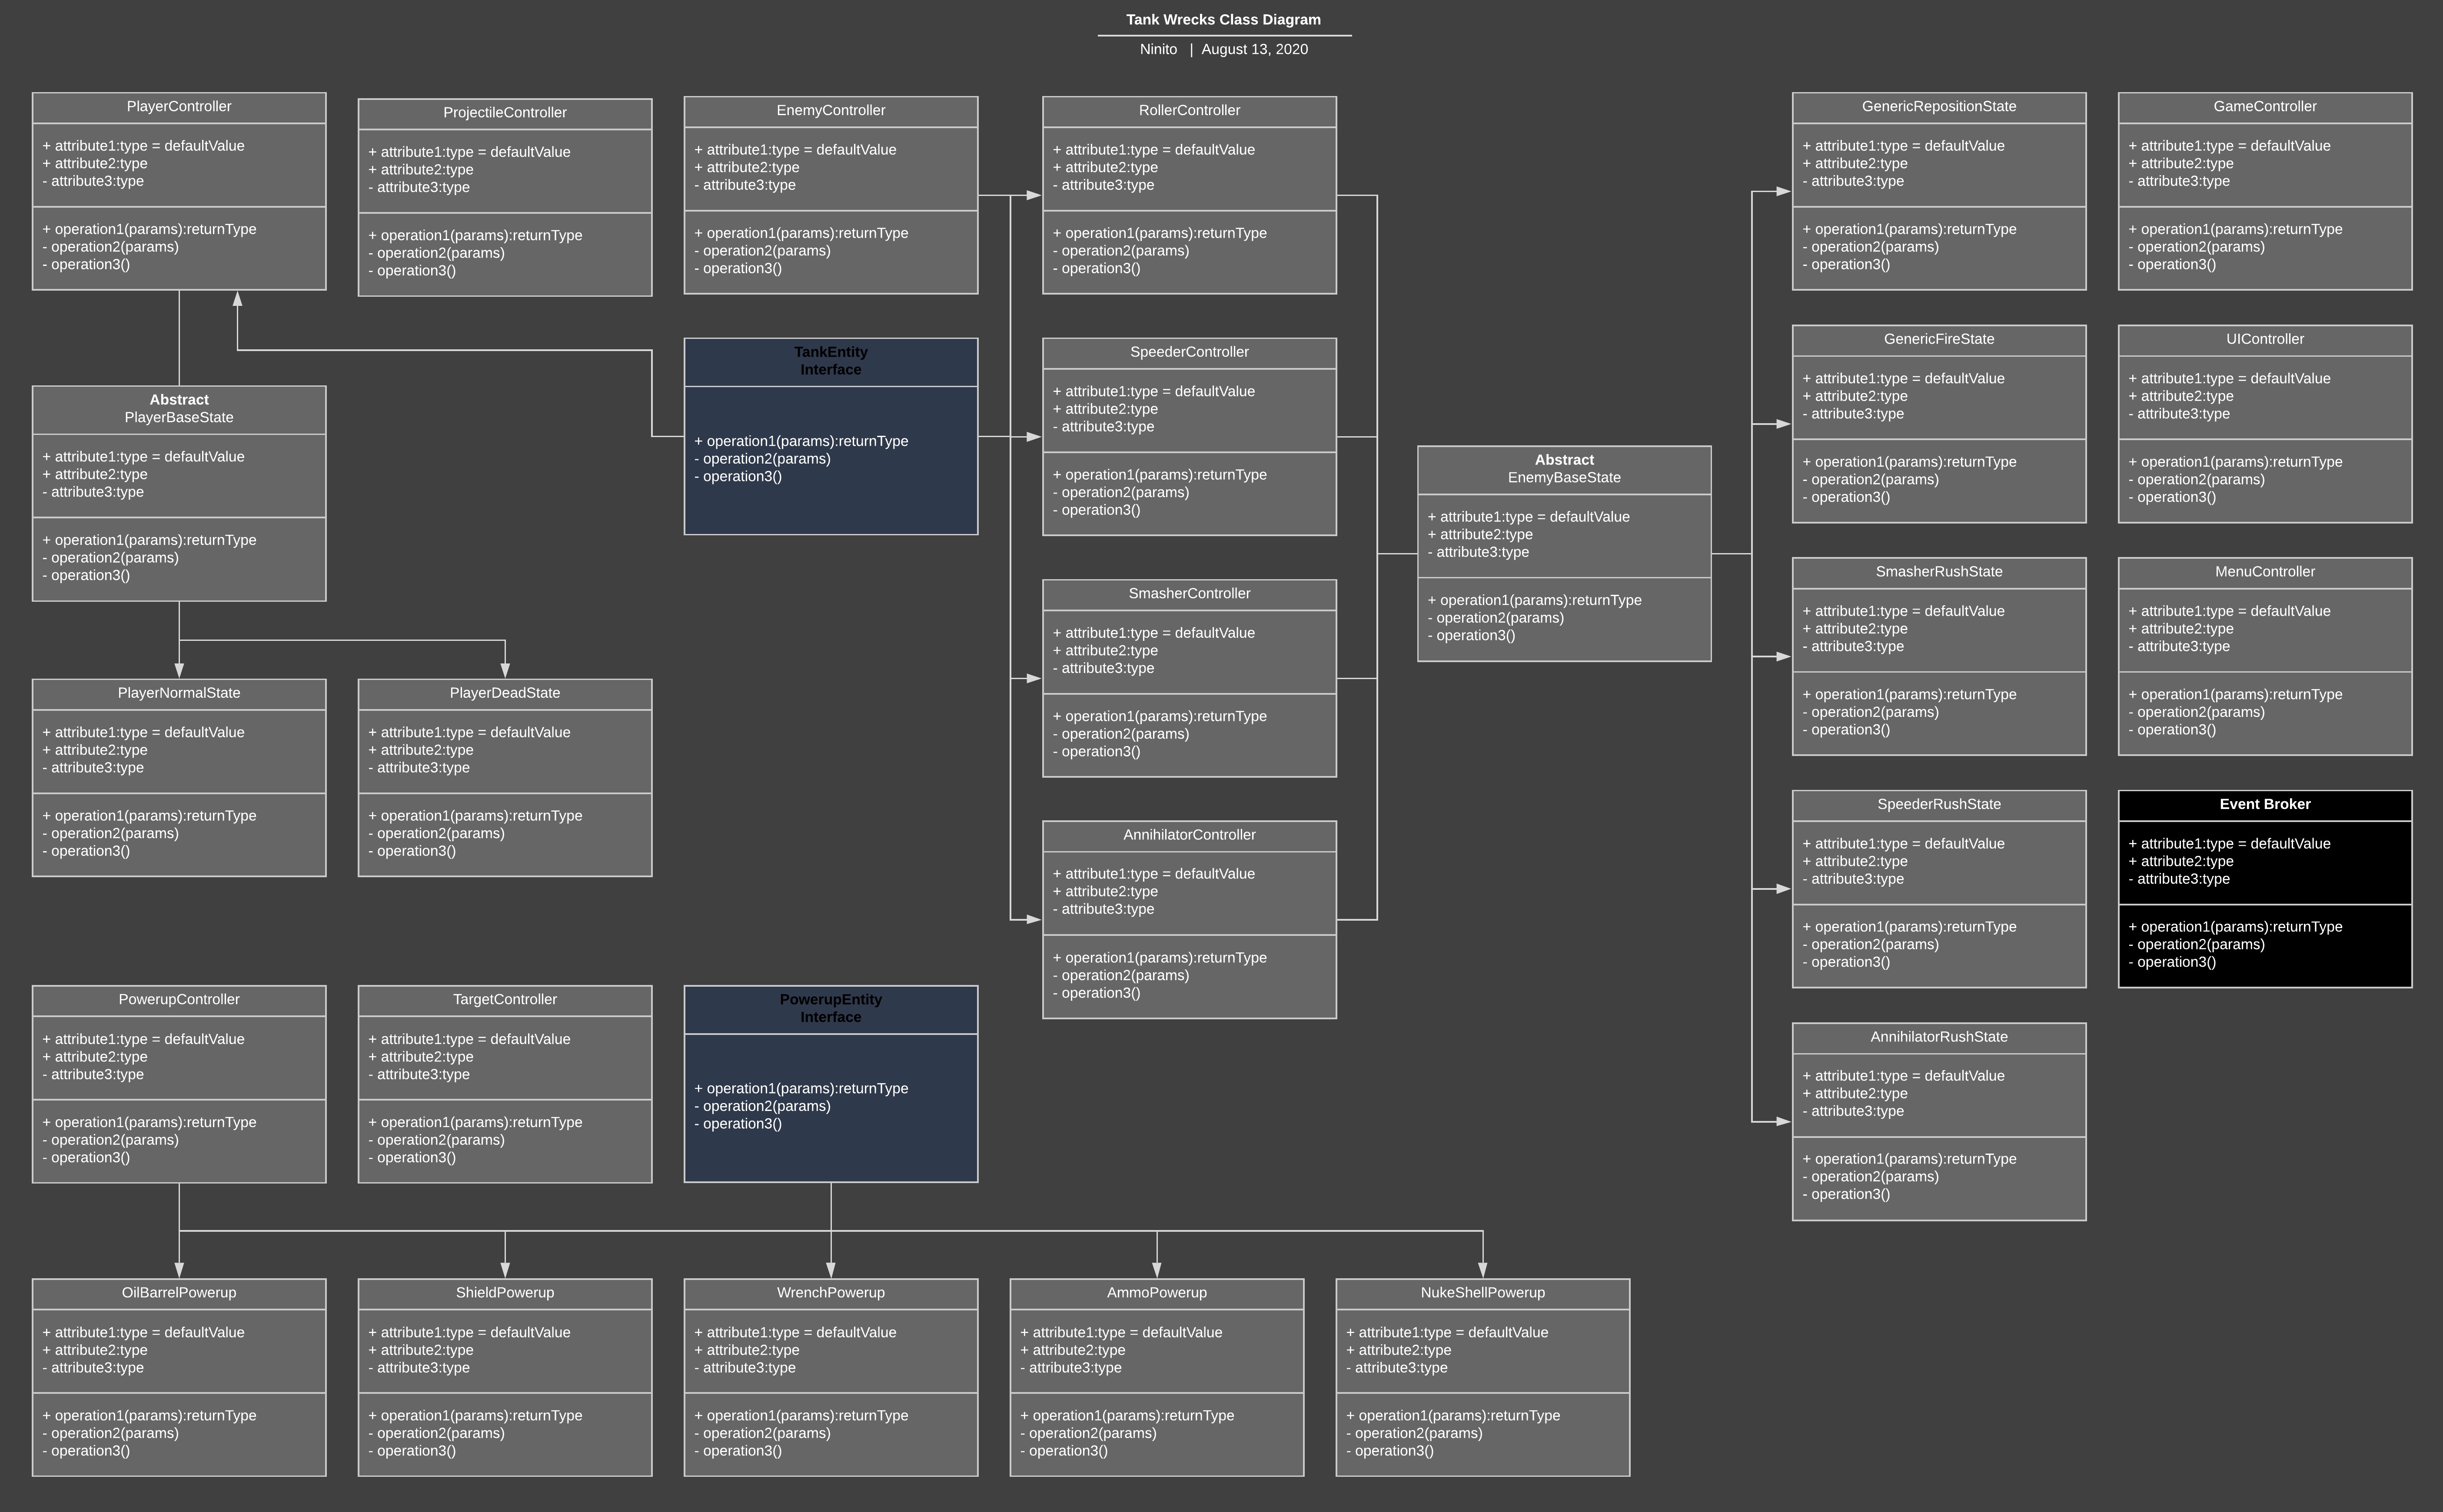 Tank Wrecks Class Diagram
Ninito | August 13, 2020
PlayerController
+ attribute1:type = defaultValue
+ attribute2:type
- attribute3:type
+ operation1(params):returnType
- operation2(params)
- operation3()
ProjectileController
+ attribute1:type = defaultValue
+ attribute2:type
- attribute3:type
+ operation1(params):returnType
- operation2(params)
- operation3()
EnemyController
+ attribute1:type = defaultValue
+ attribute2:type
- attribute3:type
+ operation1(params):returnType
- operation2(params)
- operation3()
RollerController
+ attribute1:type = defaultValue
+ attribute2:type
- attribute3:type
+ operation1(params):returnType
- operation2(params)
- operation3()
GenericRepositionState
+ attribute1:type = defaultValue
+ attribute2:type
- attribute3:type
+ operation1(params):returnType
- operation2(params)
- operation3()
GameController
+ attribute1:type = defaultValue
+ attribute2:type
- attribute3:type
+ operation1(params):returnType
- operation2(params)
- operation3()
TankEntity
Interface
+ operation1(params):returnType
- operation2(params)
- operation3()
SpeederController
+ attribute1:type = defaultValue
+ attribute2:type
- attribute3:type
+ operation1(params):returnType
- operation2(params)
- operation3()
GenericFireState
+ attribute1:type = defaultValue
+ attribute2:type
- attribute3:type
+ operation1(params):returnType
- operation2(params)
- operation3()
UIController
+ attribute1:type = defaultValue
+ attribute2:type
- attribute3:type
+ operation1(params):returnType
- operation2(params)
- operation3()
Abstract
PlayerBaseState
+ attribute1:type = defaultValue
+ attribute2:type
- attribute3:type
+ operation1(params):returnType
- operation2(params)
- operation3()
Abstract
EnemyBaseState
+ attribute1:type = defaultValue
+ attribute2:type
- attribute3:type
+ operation1(params):returnType
- operation2(params)
- operation3()
SmasherController
+ attribute1:type = defaultValue
+ attribute2:type
- attribute3:type
+ operation1(params):returnType
- operation2(params)
- operation3()
SmasherRushState
+ attribute1:type = defaultValue
+ attribute2:type
- attribute3:type
+ operation1(params):returnType
- operation2(params)
- operation3()
MenuController
+ attribute1:type = defaultValue
+ attribute2:type
- attribute3:type
+ operation1(params):returnType
- operation2(params)
- operation3()
PlayerNormalState
+ attribute1:type = defaultValue
+ attribute2:type
- attribute3:type
+ operation1(params):returnType
- operation2(params)
- operation3()
PlayerDeadState
+ attribute1:type = defaultValue
+ attribute2:type
- attribute3:type
+ operation1(params):returnType
- operation2(params)
- operation3()
AnnihilatorController
+ attribute1:type = defaultValue
+ attribute2:type
- attribute3:type
+ operation1(params):returnType
- operation2(params)
- operation3()
SpeederRushState
+ attribute1:type = defaultValue
+ attribute2:type
- attribute3:type
+ operation1(params):returnType
- operation2(params)
- operation3()
Event Broker
+ attribute1:type = defaultValue
+ attribute2:type
- attribute3:type
+ operation1(params):returnType
- operation2(params)
- operation3()
PowerupController
+ attribute1:type = defaultValue
+ attribute2:type
- attribute3:type
+ operation1(params):returnType
- operation2(params)
- operation3()
TargetController
+ attribute1:type = defaultValue
+ attribute2:type
- attribute3:type
+ operation1(params):returnType
- operation2(params)
- operation3()
PowerupEntity
Interface
+ operation1(params):returnType
- operation2(params)
- operation3()
AnnihilatorRushState
+ attribute1:type = defaultValue
+ attribute2:type
- attribute3:type
+ operation1(params):returnType
- operation2(params)
- operation3()
OilBarrelPowerup
+ attribute1:type = defaultValue
+ attribute2:type
- attribute3:type
+ operation1(params):returnType
- operation2(params)
- operation3()
ShieldPowerup
+ attribute1:type = defaultValue
+ attribute2:type
- attribute3:type
+ operation1(params):returnType
- operation2(params)
- operation3()
WrenchPowerup
+ attribute1:type = defaultValue
+ attribute2:type
- attribute3:type
+ operation1(params):returnType
- operation2(params)
- operation3()
AmmoPowerup
+ attribute1:type = defaultValue
+ attribute2:type
- attribute3:type
+ operation1(params):returnType
- operation2(params)
- operation3()
NukeShellPowerup
+ attribute1:type = defaultValue
+ attribute2:type
- attribute3:type
+ operation1(params):returnType
- operation2(params)
- operation3()